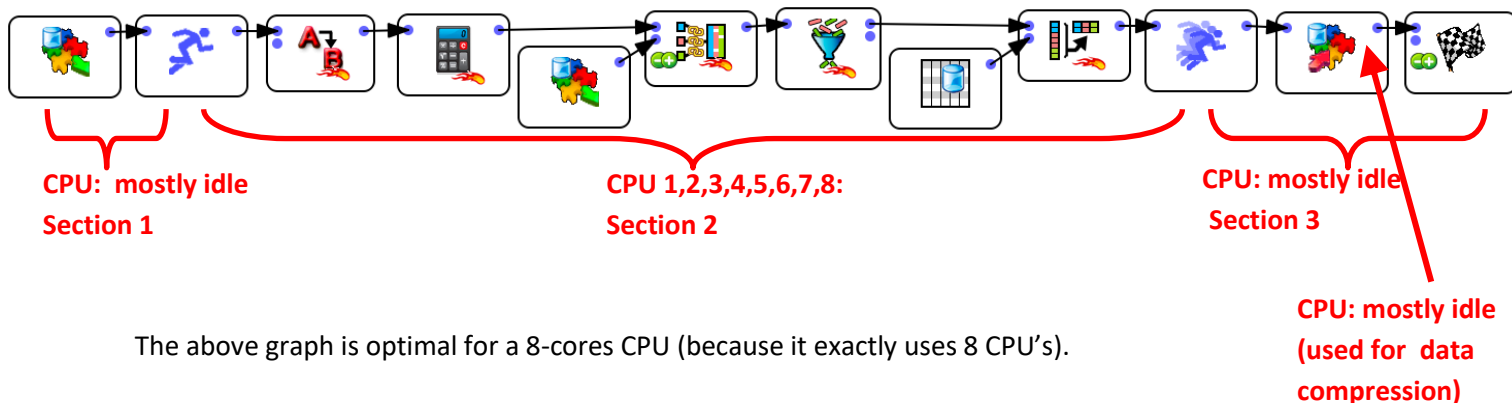 A
B
0
CPU: mostly idle
Section 1
CPU 1,2,3,4,5,6,7,8:
Section 2
CPU: mostly idle
Section 3
The above graph is optimal for a 8-cores CPU (because it exactly uses 8 CPU’s).
CPU: mostly idle
(used for data
compression)